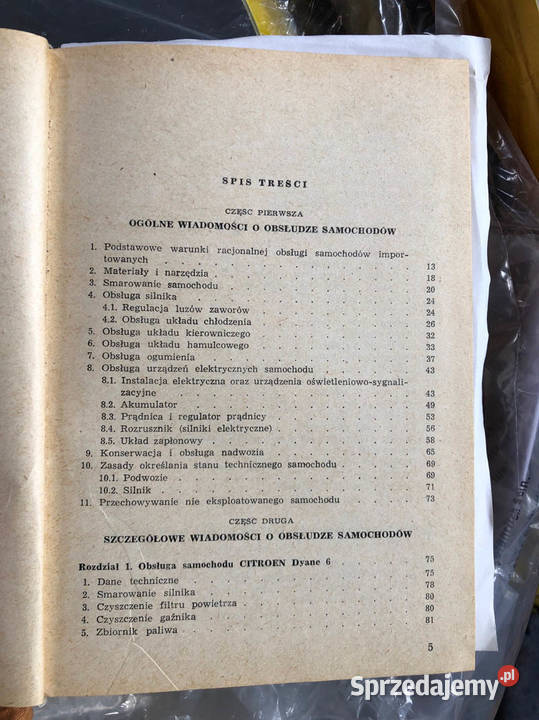 SPIS TREŚCI
CZĘŚC PIERWSZA
OGÓLNE WIADOMOŚCI O OBSŁUDZE SAMOCHODÓW
1. Podstawowe warunki racjonalnej obsługi samochodów impor-
towanych . . . . . . . . . . . 13
2. Materiały i narzędzia . . . . . . . . . 18
3. Smarowanie samochodu . . . . . . . . . 20
4. Obsługa silnika . . . . . . . . . . 24
4.1. Regulacja luzów zaworów . . . . . . . 24
4.2. Obsługa układu chłodzenia . . . . . . . 26
5. Obsługa układu kierowniczego . . . . . . . 32
6. Obsługa układu hamulcowego . . . . . . . 33
7. Obsługa ogumienia . . . . . . . . . 37
8. Obsługa urządzeń elektrycznych samochodu . . . . . 43
8.1. Instalacja elektryczna oraz urządzenia oświetleniowo-sygnali-
zacyjne . . . . . . . . . . 43
8.2. Akumulator . . . . . . . . . 49
8.3. Prądnica i regulator prądnicy . . . . . . 53
8.4. Rozrusznik (silniki elektryczne) . . . . . . 56
8.5. Układ zapłonowy . . . . . . . . 58
9. Konserwacja i obsługa nadwozia . . . . . . . 65
10. Zasady określania stanu technicznego samochodu . . . . 69
10.1. Podwozie . . . . . . . . . 69
10.2. Silnik . . . . . . . . . . 71
11. Przechowywanie nie eksploatowanego samochodu . . . . 73
CZĘŚC DRUGA
SZCZEGÓŁOWE WIADOMOŚCI O OBSŁUDZE SAMOCHODÓW
Rozdział 1. Obsługa samochodu CITROEN Dyane 6 . . . . 75
1. Dane techniczne . . . . . . . . . 75
2. Smarowanie silnika . . . . . . . . . 78
3. Czyszczenie filtru powietrza . . . . . . . 80
4. Czyszczenie gaźnika . . . . . . . . . 80
5. Zbiornik paliwa . . . . . . . . . 81
5
Sprzedajemy.pl